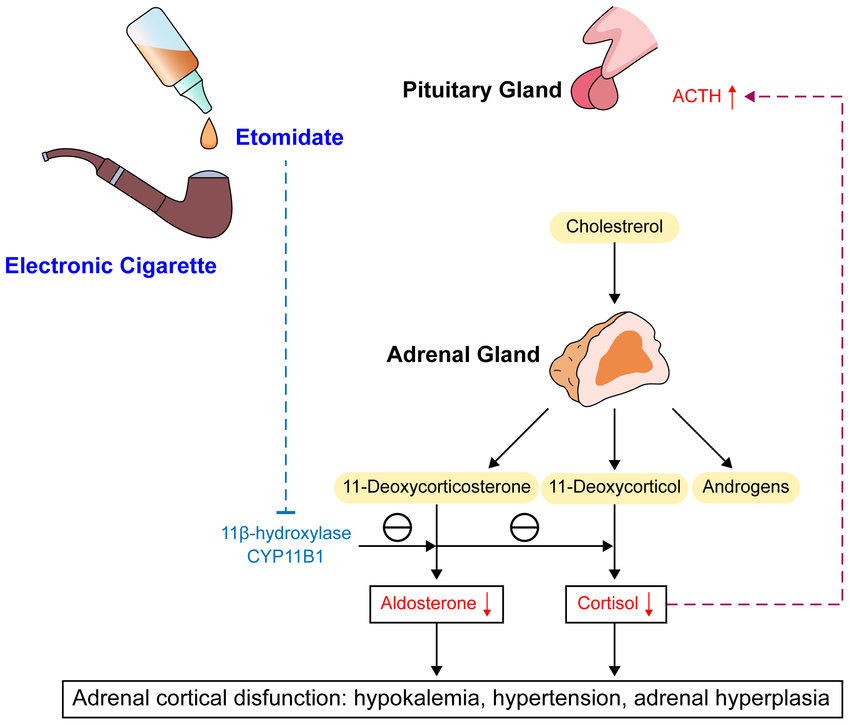 Pituitary Gland
ACTH
Etomidate
Electronic Cigarette
Cholestrerol
Adrenal Gland
11-Deoxycorticosterone
11-Deoxycorticol
Androgens
11β-hydroxylase
CYP11B1
Aldosterone
Cortisol
Adrenal cortical disfunction: hypokalemia, hypertension, adrenal hyperplasia